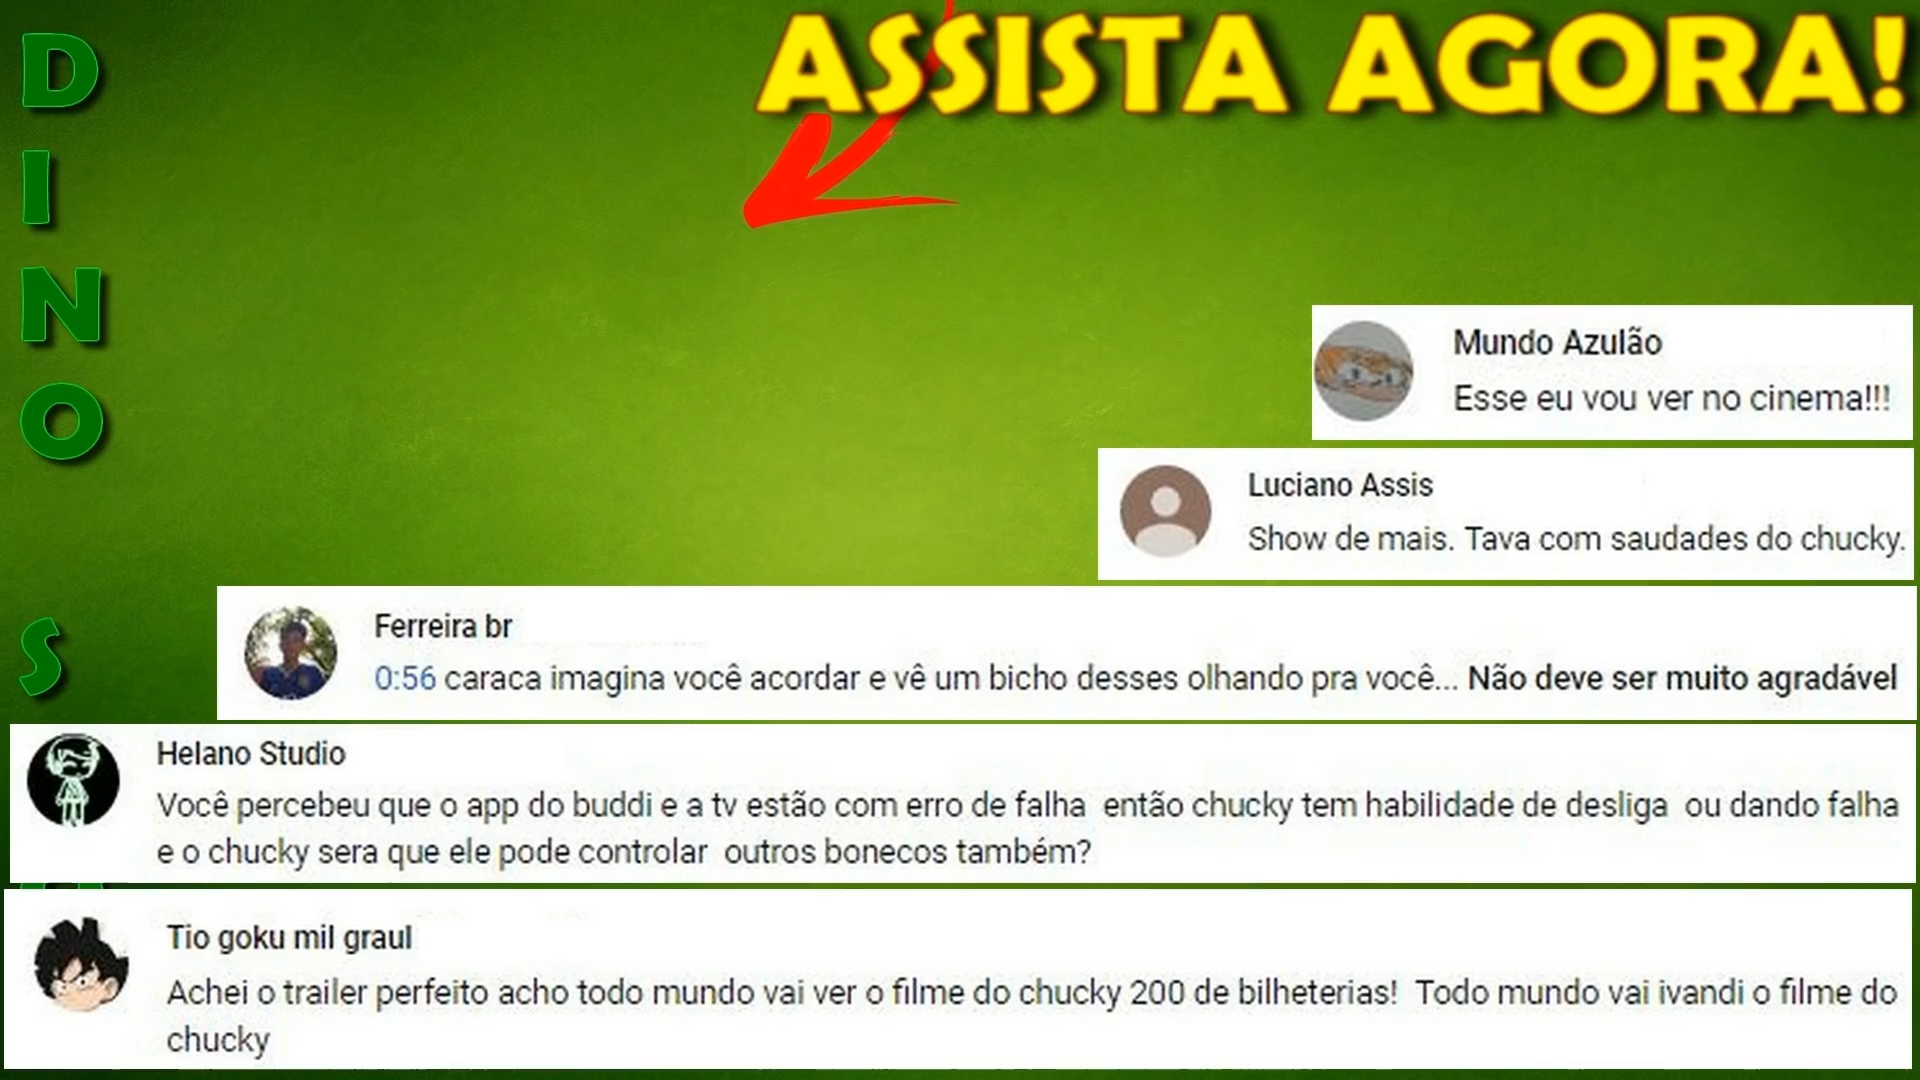 ASSISTA AGORA!
D
I
N
O
S
Mundo Azulão
Esse eu vou ver no cinema!!!
Luciano Assis
Show de mais. Tava com saudades do chucky.
Ferreira br
0:56 caraca imagina você acordar e vê um bicho desses olhando pra você... Não deve ser muito agradável
Helano Studio
Você percebeu que o app do buddi e a tv estão com erro de falha então chucky tem habilidade de desliga ou dando falha
e o chucky sera que ele pode controlar outros bonecos também?
Tio goku mil graul
Achei o trailer perfeito acho todo mundo vai ver o filme do chucky 200 de bilheterias! Todo mundo vai ivandi o filme do
chucky